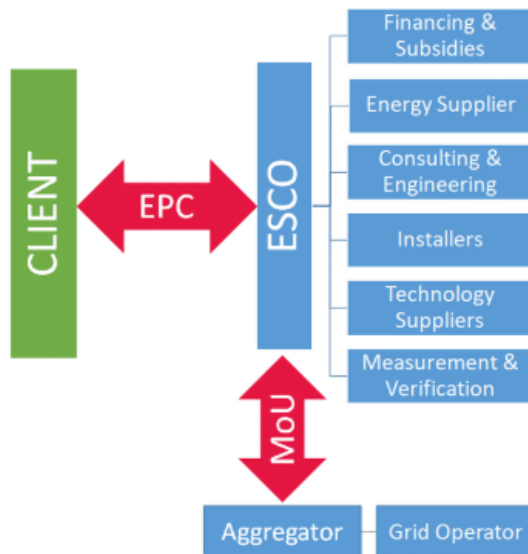 CLIENT
EPC
ESCO
Financing &
Subsidies
Energy Supplier
Consulting &
Engineering
Installers
Technology
Suppliers
Measurement &
Verification
MoU
Aggregator
Grid Operator